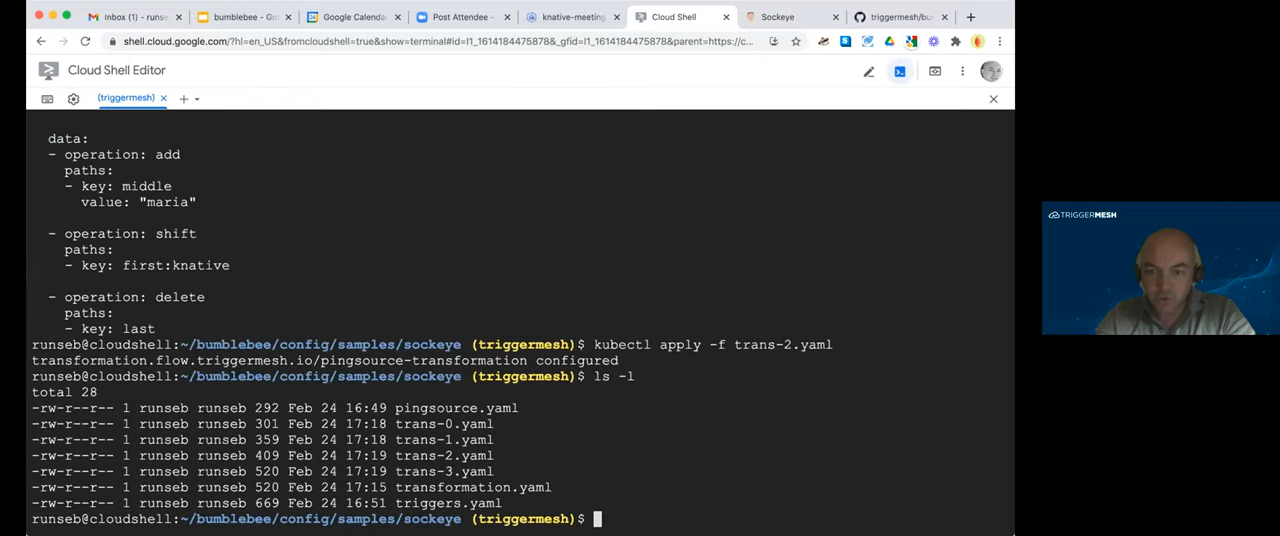 Inbox (1) - runse
bumblebee - Go
Google Calenda
Post Attendee -
knative-meeting
Cloud Shell
Sockeye
triggermesh/bu
shell.cloud.google.com/?hl=en_US&fromcloudshell=true&show=terminal#id=I1_1614184475878&_gfid=I1_1614184475878&parent=https://c...
Cloud Shell Editor
(triggermesh)
data:
- operation: add
paths:
- key: middle
value: "maria"
- operation: shift
paths:
- key: first:knative
- operation: delete
paths:
- key: last
runseb@cloudshell:~/bumblebee/config/samples/sockeye (triggermesh)$ kubectl apply -f trans-2.yaml
transformation.flow.triggermesh.io/pingsource-transformation configured
runseb@cloudshell:~/bumblebee/config/samples/sockeye (triggermesh)$ ls -l
total 28
-rw-r--r-- 1 runseb runseb 292 Feb 24 16:49 pingsource.yaml
-rw-r--r-- 1 runseb runseb 301 Feb 24 17:18 trans-0.yaml
-rw-r--r-- 1 runseb runseb 359 Feb 24 17:18 trans-1.yaml
-rw-r--r-- 1 runseb runseb 409 Feb 24 17:19 trans-2.yaml
-rw-r--r-- 1 runseb runseb 520 Feb 24 17:19 trans-3.yaml
-rw-r--r-- 1 runseb runseb 520 Feb 24 17:15 transformation.yaml
-rw-r--r-- 1 runseb runseb 669 Feb 24 16:51 triggers.yaml
runseb@cloudshell:~/bumblebee/config/samples/sockeye (triggermesh)$
TRIGGERMESH